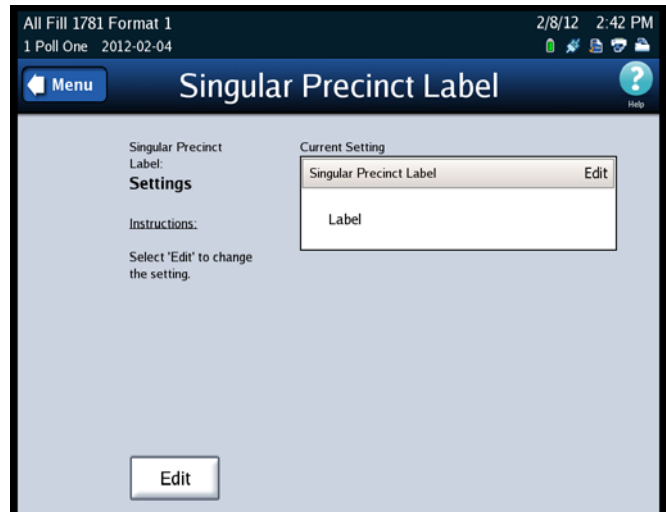 All Fill 1781 Format 1
2/8/12 2:42 PM
1 Poll One 2012-02-04
Menu
Singular Precinct Label
Help
Singular Precinct
Label:
Settings
Instructions:
Select 'Edit' to change
the setting.
Current Setting
Singular Precinct Label Edit
Label
Edit